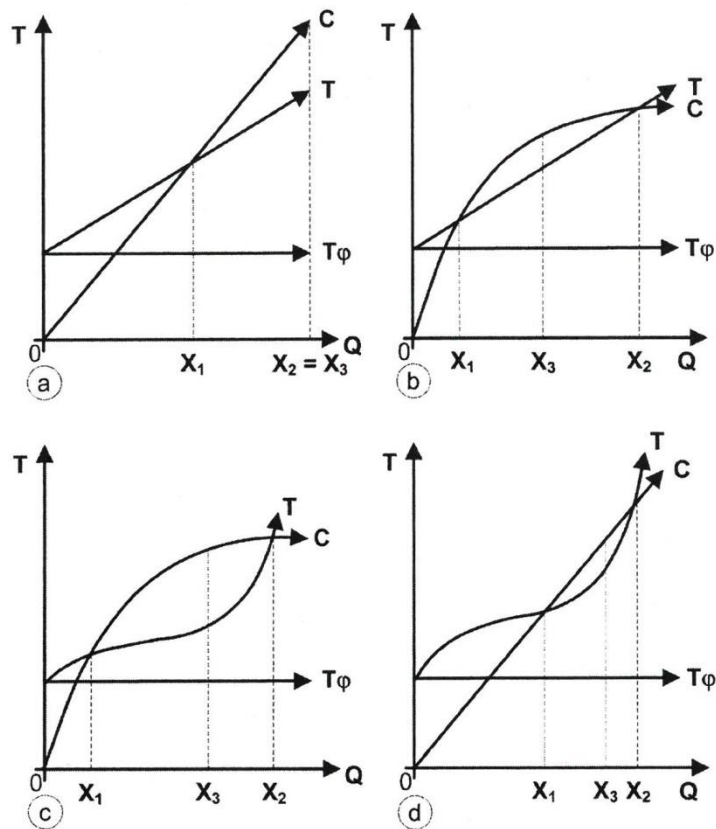 T
C
T
Tφ
0
X₁
X₂ = X₃
Q
a
T
T
C
Tφ
0
X₁
X₃
X₂
Q
b
T
T
C
Tφ
0
X₁
X₃
X₂
Q
c
T
T
C
Tφ
0
X₁
X₃
X₂
Q
d